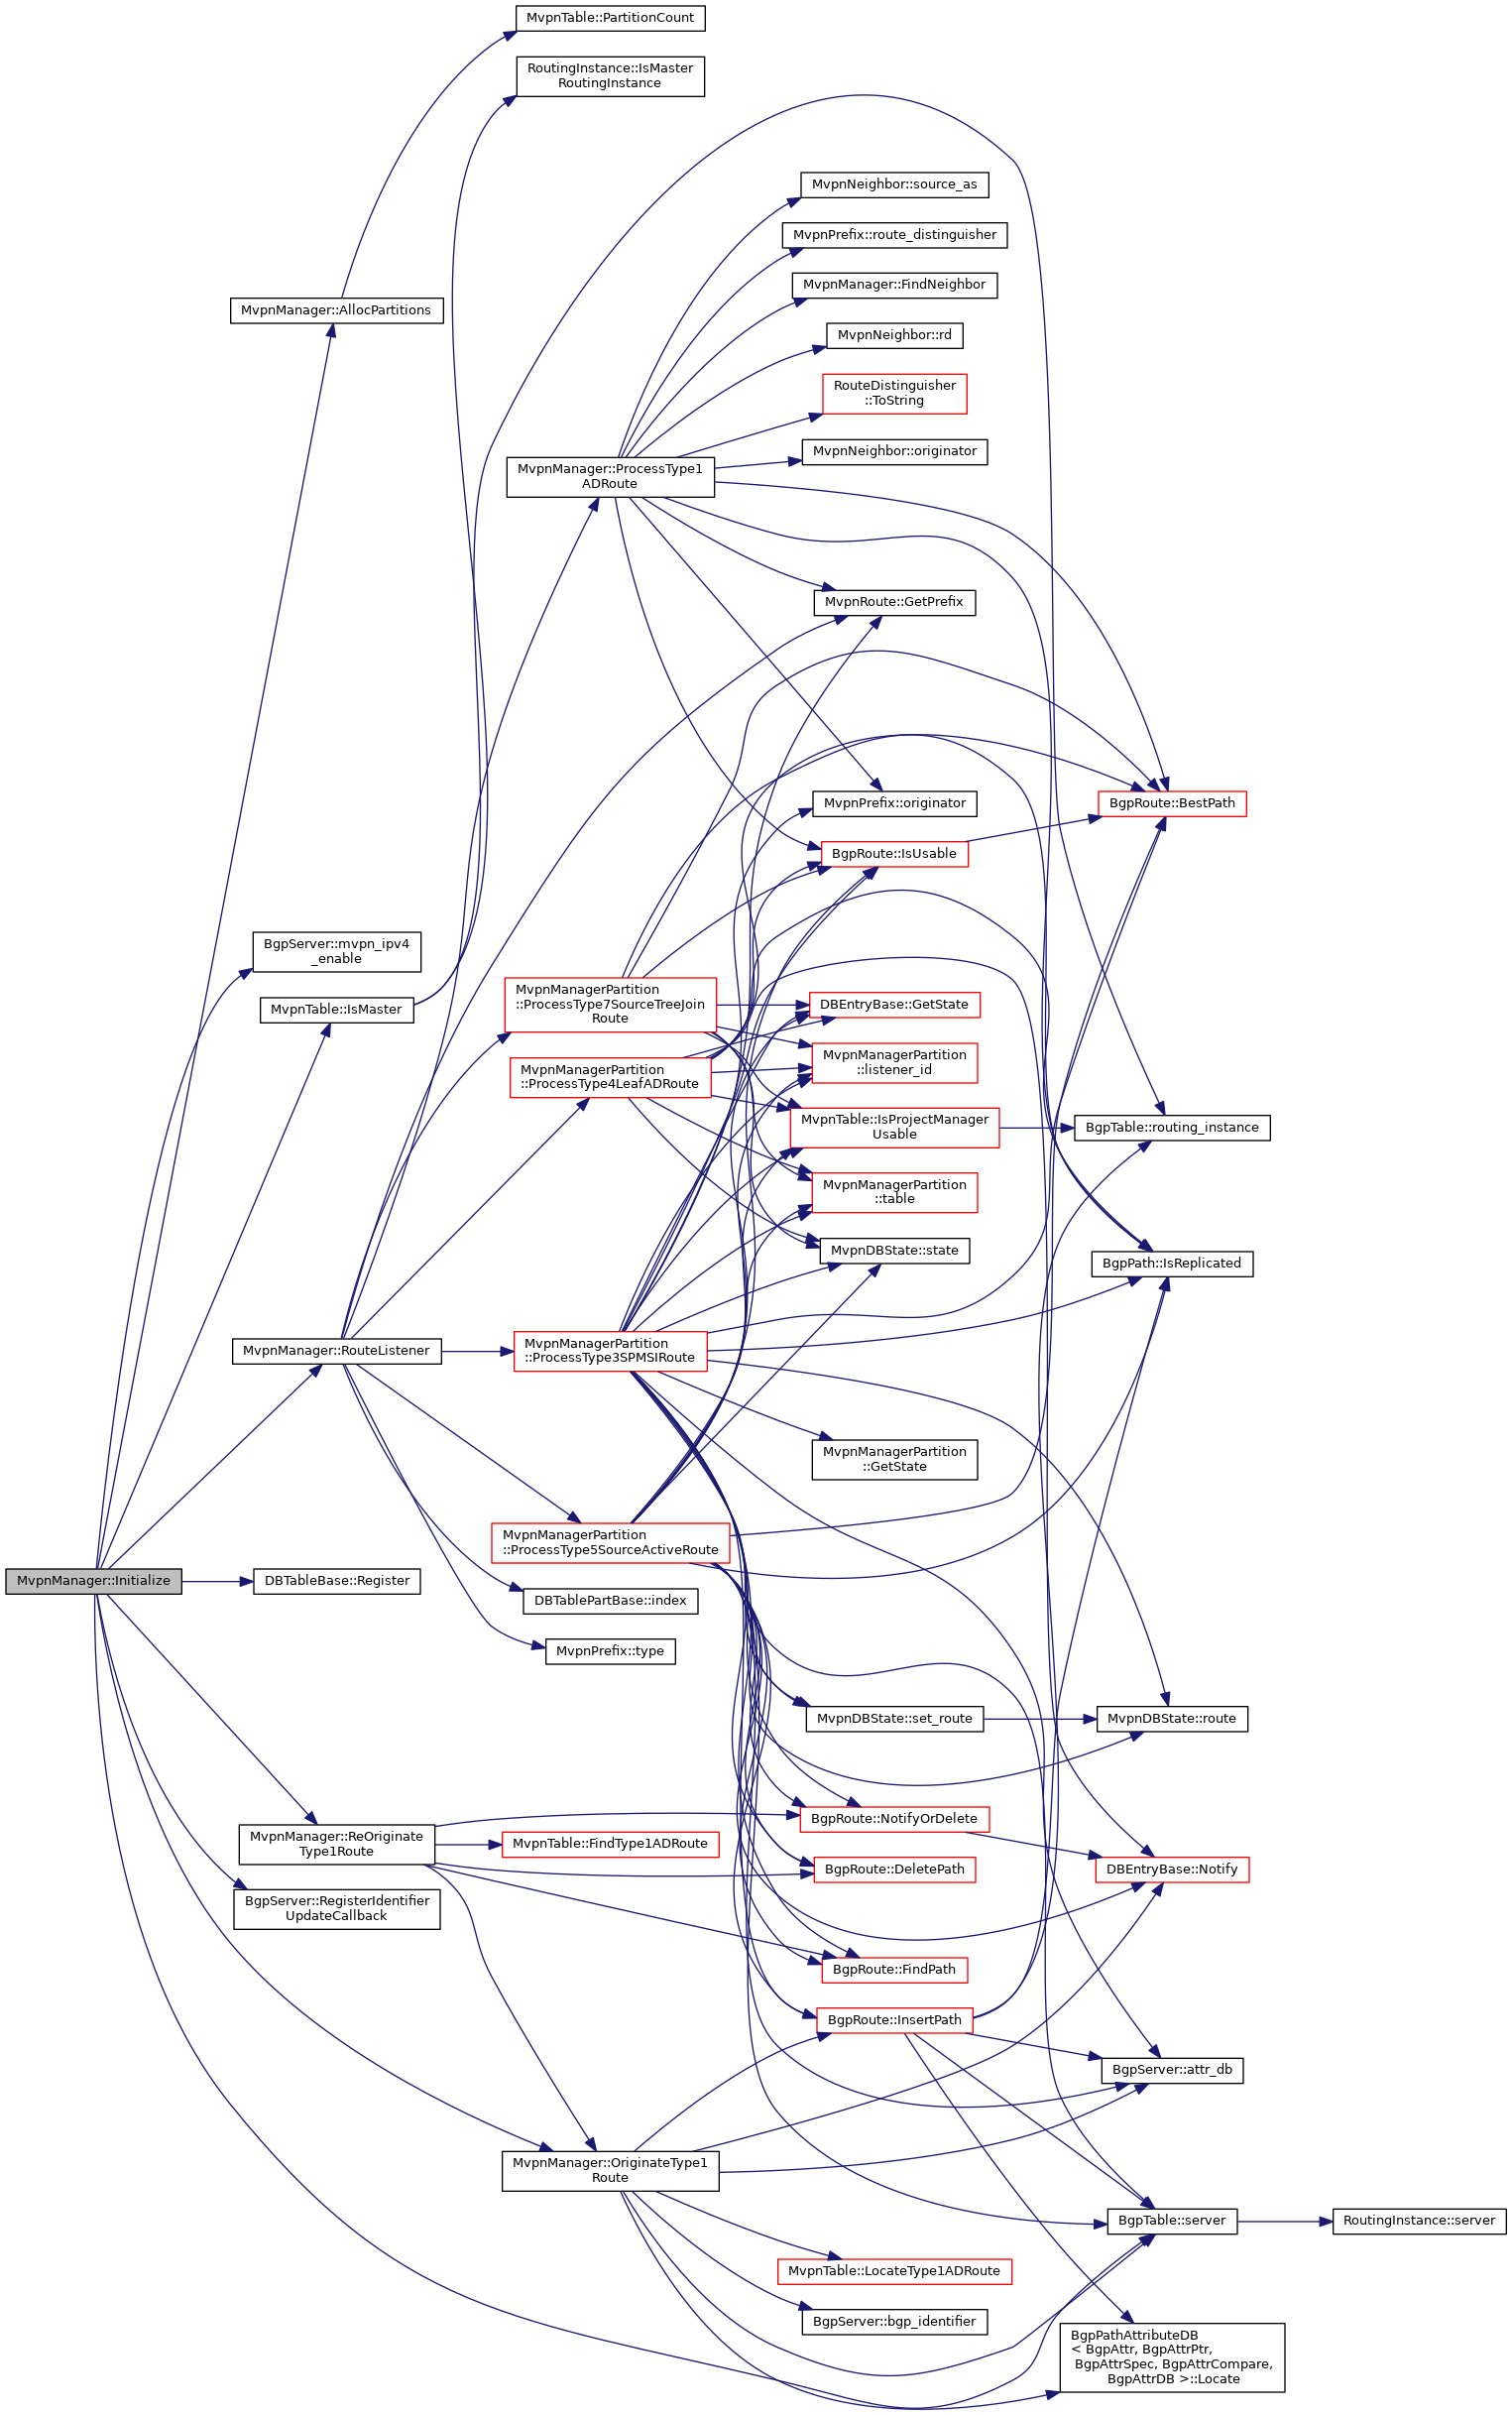 MvpnTable::PartitionCount
RoutingInstance::IsMaster
RoutingInstance
MvpnNeighbor::source_as
MvpnPrefix::route_distinguisher
MvpnManager::FindNeighbor
MvpnManager::AllocPartitions
MvpnNeighbor::rd
RouteDistinguisher
::ToString
MvpnNeighbor::originator
MvpnManager::ProcessType1
ADRoute
MvpnRoute::GetPrefix
MvpnPrefix::originator
BgpRoute::BestPath
BgpRoute::IsUsable
BgpServer::mvpn_ipv4
_enable
MvpnTable::IsMaster
MvpnManagerPartition
::ProcessType7SourceTreeJoin
Route
DBEntryBase::GetState
MvpnManagerPartition
::listener_id
MvpnManagerPartition
::ProcessType4LeafADRoute
MvpnTable::IsProjectManager
Usable
BgpTable::routing_instance
MvpnManagerPartition
::table
MvpnDBState::state
BgpPath::IsReplicated
MvpnManager::RouteListener
MvpnManagerPartition
::ProcessType3SPMSIRoute
MvpnManagerPartition
::GetState
MvpnManagerPartition
::ProcessType5SourceActiveRoute
MvpnManager::Initialize
DBTableBase::Register
DBTablePartBase::index
MvpnPrefix::type
MvpnDBState::set_route
MvpnDBState::route
BgpRoute::NotifyOrDelete
MvpnManager::ReOriginate
Type1Route
MvpnTable::FindType1ADRoute
BgpRoute::DeletePath
DBEntryBase::Notify
BgpServer::RegisterIdentifier
UpdateCallback
BgpRoute::FindPath
BgpRoute::InsertPath
BgpServer::attr_db
MvpnManager::OriginateType1
Route
BgpTable::server
RoutingInstance::server
MvpnTable::LocateType1ADRoute
BgpServer::bgp_identifier
BgpPathAttributeDB
< BgpAttr, BgpAttrPtr,
BgpAttrSpec, BgpAttrCompare,
BgpAttrDB >::Locate